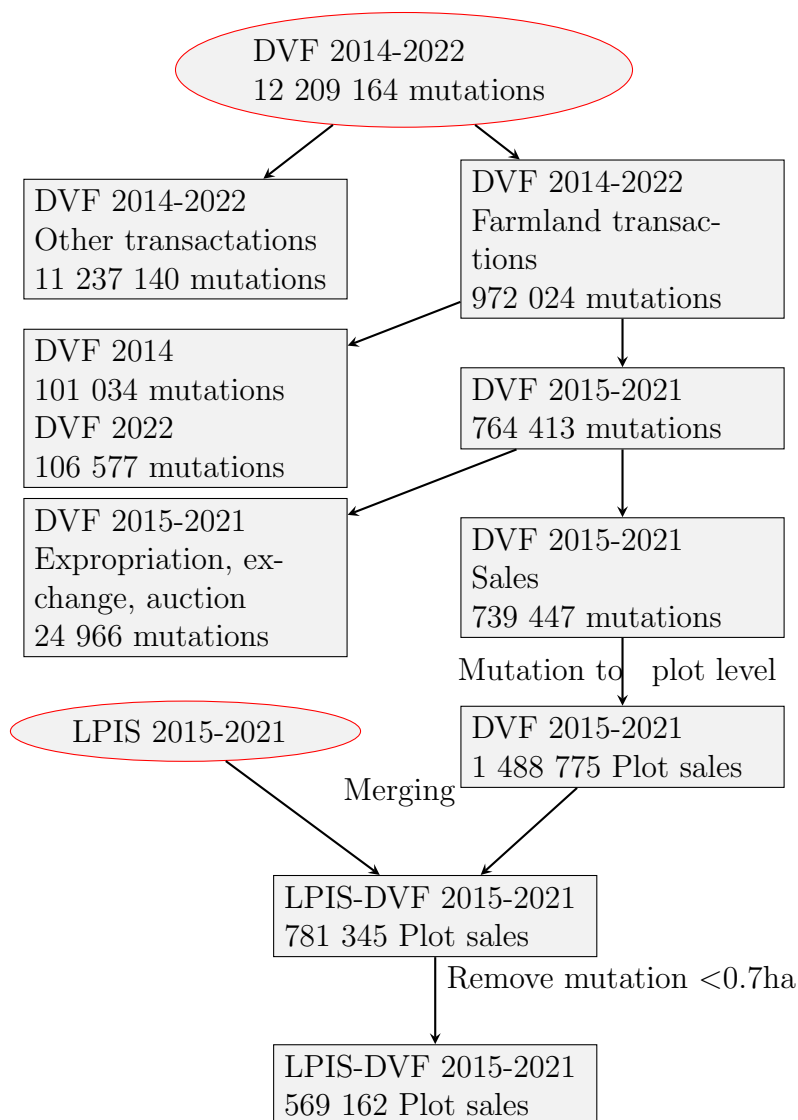 DVF 2014-2022
12 209 164 mutations
DVF 2014-2022
Other transactations
11 237 140 mutations
DVF 2014-2022
Farmland transac-
tions
972 024 mutations
DVF 2014
101 034 mutations
DVF 2022
106 577 mutations
DVF 2015-2021
764 413 mutations
DVF 2015-2021
Expropriation, ex-
change, auction
24 966 mutations
DVF 2015-2021
Sales
739 447 mutations
Mutation to plot level
LPIS 2015-2021
DVF 2015-2021
1 488 775 Plot sales
Merging
LPIS-DVF 2015-2021
781 345 Plot sales
Remove mutation <0.7ha
LPIS-DVF 2015-2021
569 162 Plot sales